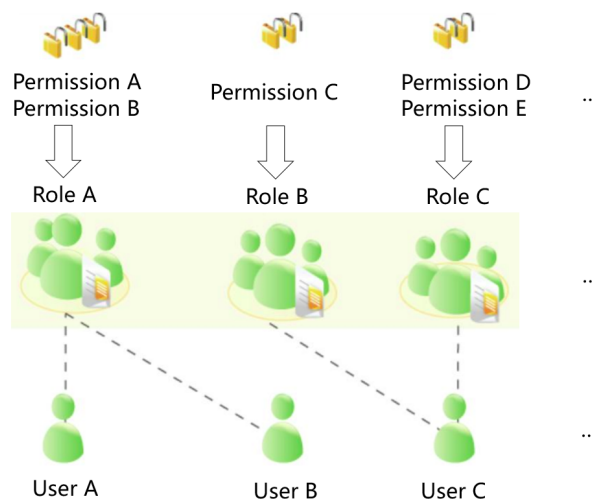 Permission A
Permission B
Permission C
Permission D
Permission E
...
Role A
Role B
Role C
...
...
User A
User B
User C